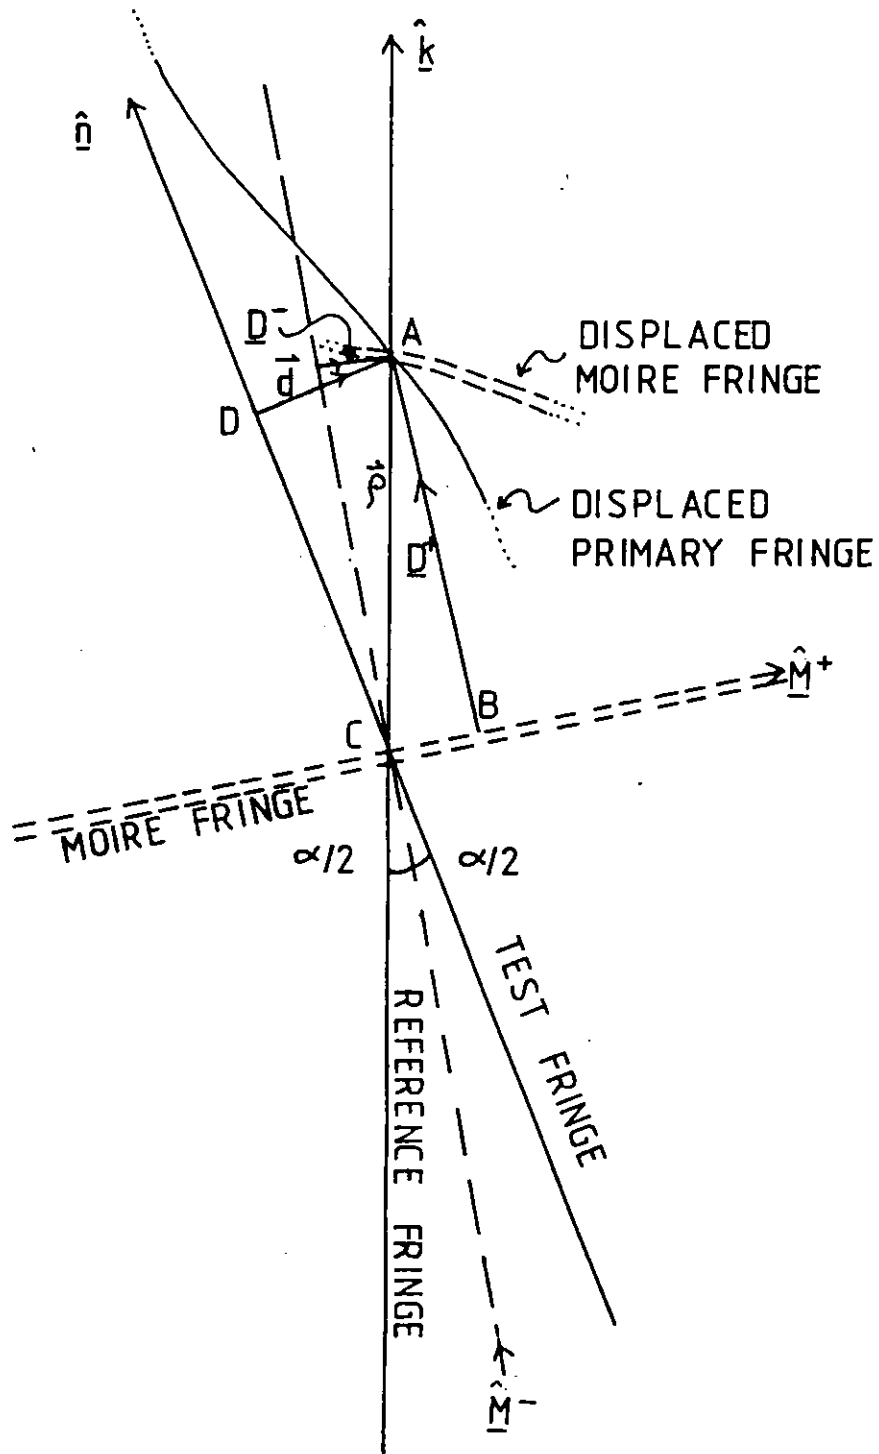 k̂
n̂
D⁻
A
DISPLACED
MOIRE FRINGE
d
D
ρ
DISPLACED
PRIMARY FRINGE
D⁺
M̂⁺
B
C
MOIRE FRINGE
α/2 α/2
TEST FRINGE
REFERENCE FRINGE
M̂⁻